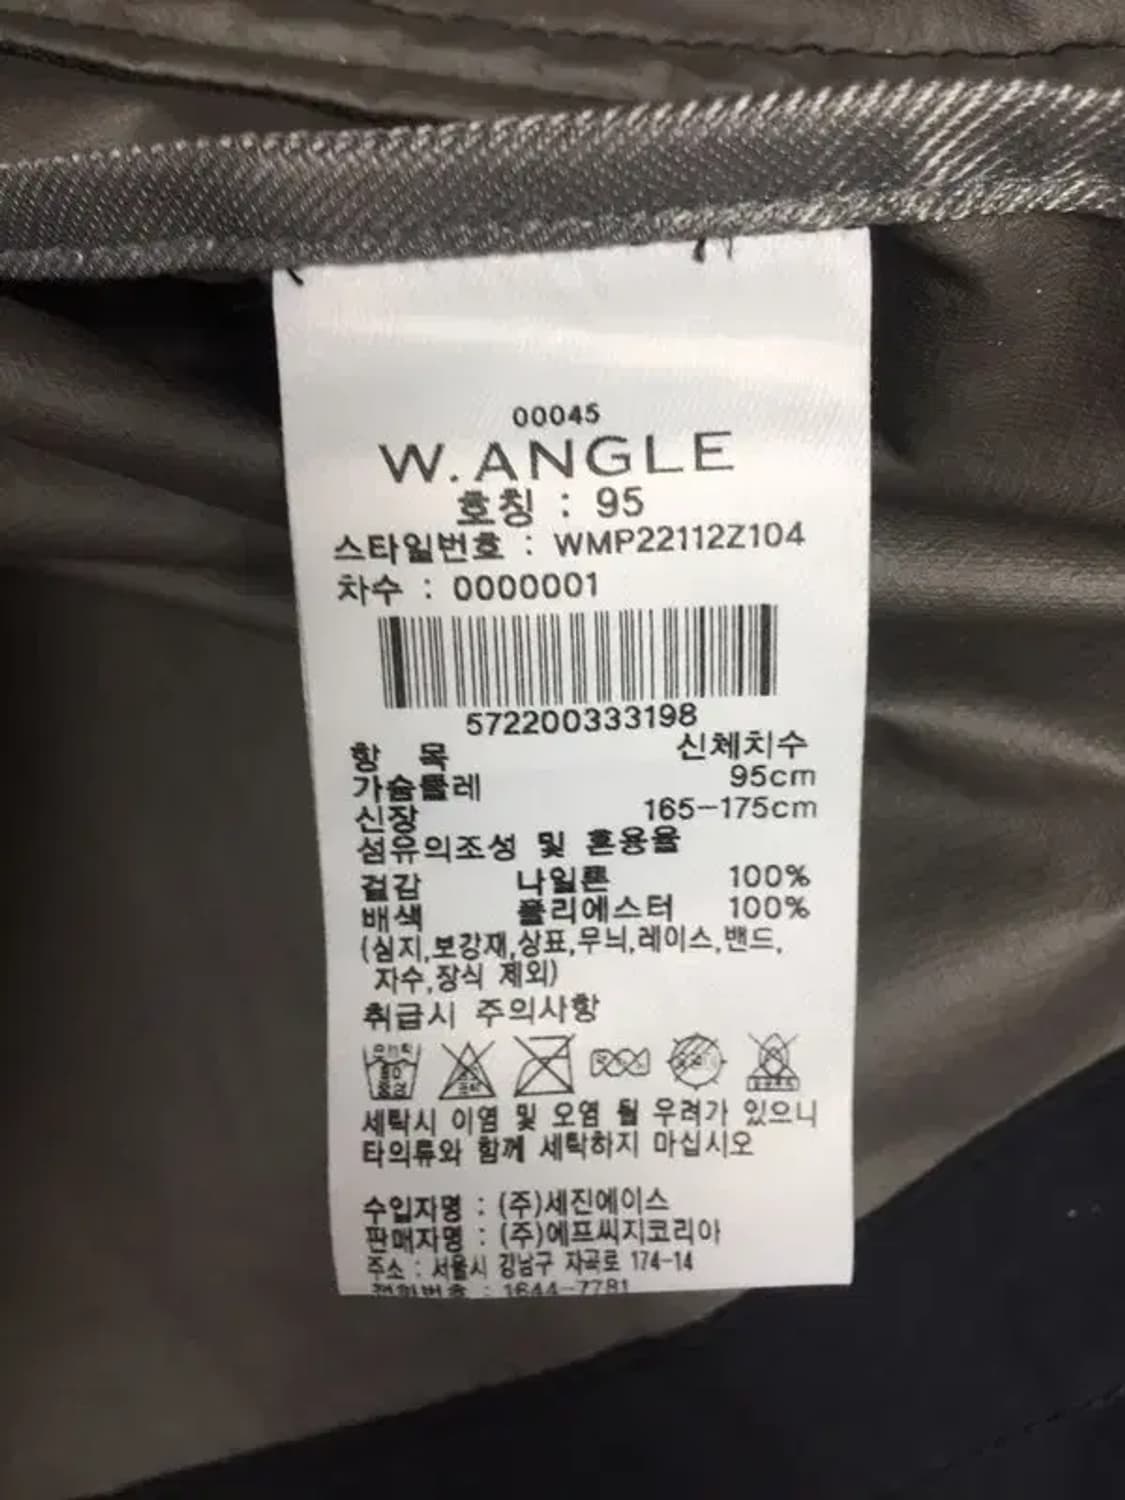 00045
W.ANGLE
호칭 : 95
스타일번호 : WMP22112Z104
차수 : 0000001
572200333198
항 목 신체치수
가슴둘레 95cm
신장 165-175cm
섬유의조성 및 혼용율
겉감 나일론 100%
배색 폴리에스터 100%
(심지,보강재,상표,무늬,레이스,밴드,
자수,장식 제외)
취급시 주의사항
세탁시 이염 및 오염 될 우려가 있으니
타의류와 함께 세탁하지 마십시오
수입자명 : (주)세진에이스
판매자명 : (주)에프씨지코리아
주소 : 서울시 강남구 자곡로 174-14
전화번호 : 1644-7781